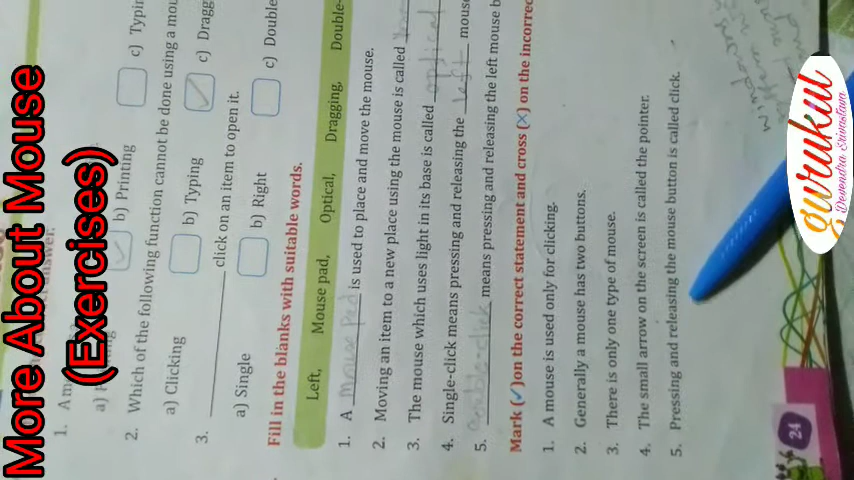 More About Mouse
(Exercises)
1. A m
a)
b) Printing
c) Typin
2. Which of the following function cannot be done using a mou
a) Clicking
b) Typing
c) Dragg
3. click on an item to open it.
a) Single
b) Right
c) Double
Fill in the blanks with suitable words.
Left, Mouse pad, Optical, Dragging, Double-
1. A Mouse Pad is used to place and move the mouse.
2. Moving an item to a new place using the mouse is called
3. The mouse which uses light in its base is called optical
4. Single-click means pressing and releasing the left mouse
5. Double-click means pressing and releasing the left mouse b
Mark (✓) on the correct statement and cross (×) on the incorrec
1. A mouse is used only for clicking.
2. Generally a mouse has two buttons.
3. There is only one type of mouse.
4. The small arrow on the screen is called the pointer.
5. Pressing and releasing the mouse button is called click.
24
gurukul
Devendra Srivastava